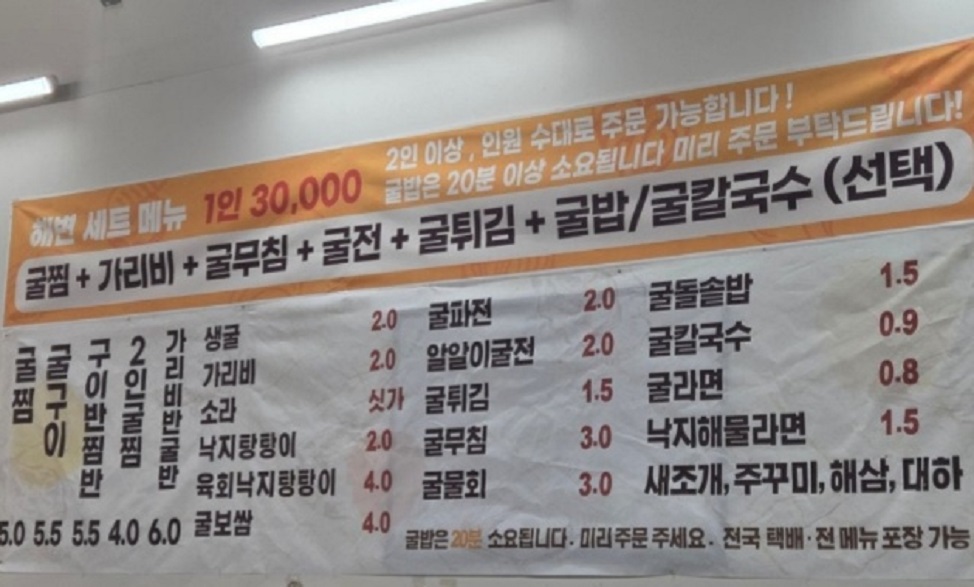 해변 세트 메뉴 1인 30,000
2인 이상, 인원 수대로 주문 가능합니다!
굴밥은 20분 이상 소요됩니다 미리 주문 부탁드립니다!
굴찜 + 가리비 + 굴무침 + 굴전 + 굴튀김 + 굴밥/굴칼국수 (선택)
굴찜 5.0
굴구이 5.5
구이반찜반 5.5
2인굴찜 4.0
가리비반굴반 6.0
생굴 2.0
가리비 2.0
소라 싯가
낙지탕탕이 2.0
육회낙지탕탕이 4.0
굴보쌈 4.0
굴파전 2.0
알알이굴전 2.0
굴튀김 1.5
굴무침 3.0
굴물회 3.0
굴돌솥밥 1.5
굴칼국수 0.9
굴라면 0.8
낙지해물라면 1.5
새조개, 주꾸미, 해삼, 대하
굴밥은 20분 소요됩니다. 미리 주문 주세요. 전국 택배·전 메뉴 포장 가능